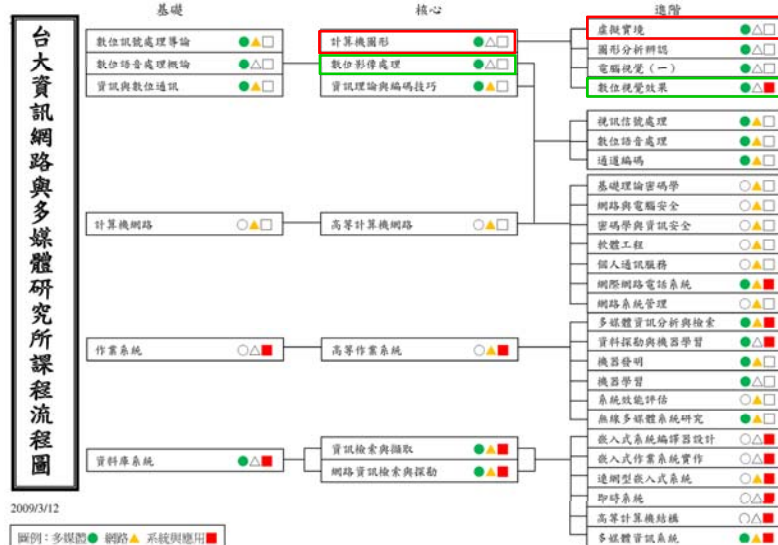 台大資訊網路與多媒體研究所課程流程圖
基礎
核心
進階
數位訊號處理導論 ●▲□
數位語音處理概論 ●△□
資訊與數位通訊 ●▲□
計算機圖形 ●△□
數位影像處理 ●△□
資訊理論與編碼技巧 ●▲□
虛擬實境 ●△□
圖形分析辨認 ●△□
電腦視覺(一) ●△□
數位視覺效果 ●△■
視訊信號處理 ●▲□
數位語音處理 ●▲□
通道編碼 ●▲□
計算機網路 ○▲□
高等計算機網路 ○▲□
基礎理論密碼學 ○▲□
網路與電腦安全 ○▲□
密碼學與資訊安全 ○▲□
軟體工程 ○▲□
個人通訊服務 ○▲□
網際網路電話系統 ●▲■
網路系統管理 ○▲□
作業系統 ○△■
高等作業系統 ○▲■
多媒體資訊分析與檢索 ●▲■
資料探勘與機器學習 ●△■
機器發明 ●▲□
機器學習 ●△□
系統效能評估 ○▲□
無線多媒體系統研究 ●▲□
資料庫系統 ●△■
資訊檢索與擷取 ●▲■
網路資訊檢索與探勘 ●▲■
嵌入式系統編譯器設計 ○△■
嵌入式作業系統實作 ○△■
連網型嵌入式系統 ○▲■
即時系統 ○△■
高等計算機結構 ○△■
多媒體資訊系統 ●▲■
2009/3/12
圖例:多媒體● 網路▲ 系統與應用■